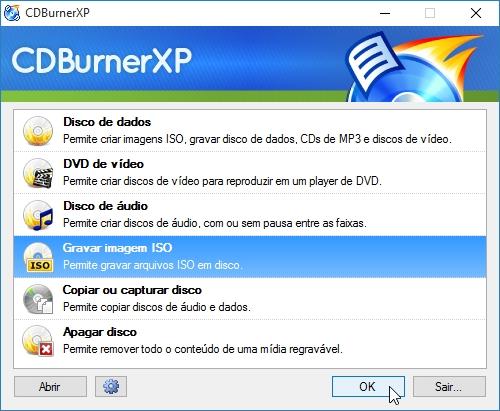 CDBurnerXP
CDBurnerXP
Disco de dados
Permite criar imagens ISO, gravar disco de dados, CDs de MP3 e discos de vídeo.
DVD de vídeo
Permite criar discos de vídeo para reproduzir em um player de DVD.
Disco de áudio
Permite criar discos de áudio, com ou sem pausa entre as faixas.
Gravar imagem ISO
Permite gravar arquivos ISO em disco.
ISO
Copiar ou capturar disco
Permite copiar discos de áudio e dados.
Apagar disco
Permite remover todo o conteúdo de uma mídia regravável.
Abrir
OK
Sair...